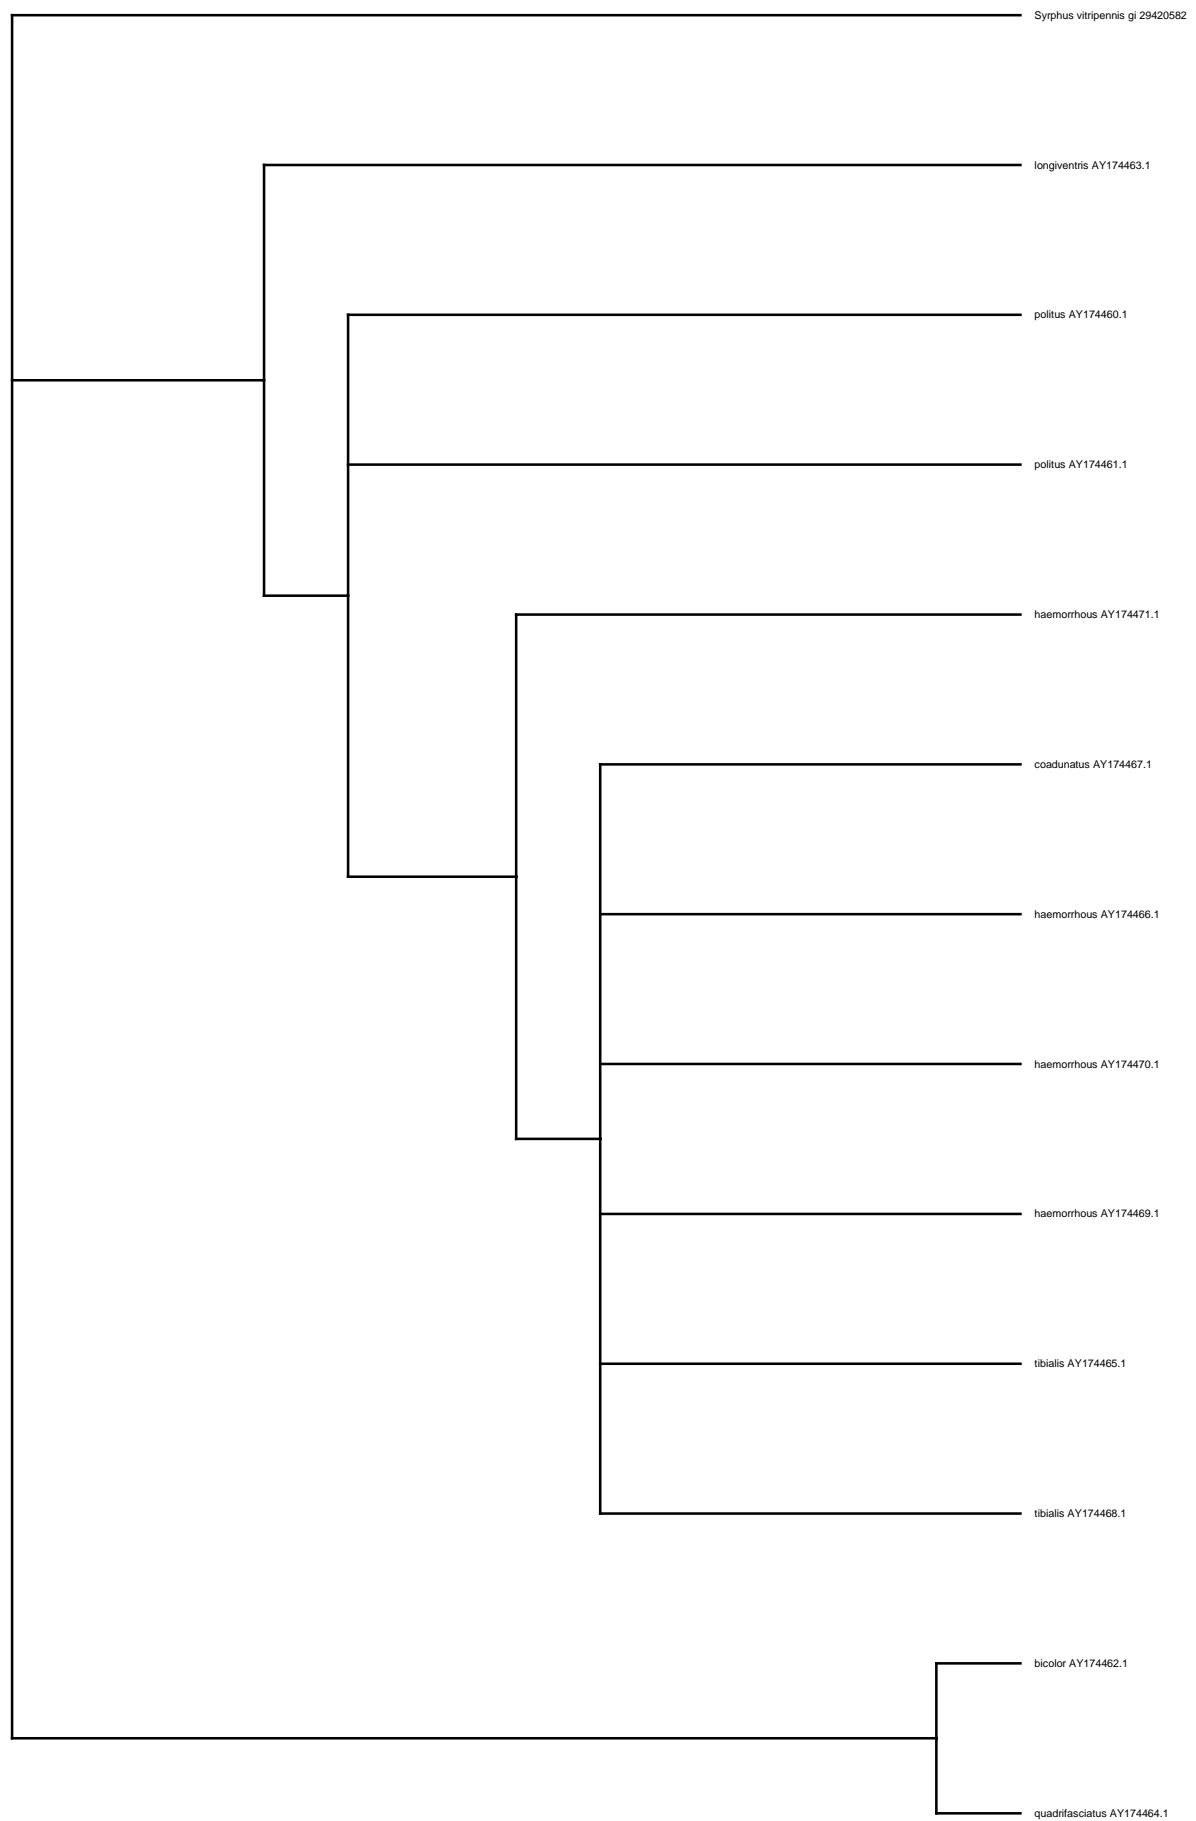 Syrphus vitripennis gi 29420582
longiventris AY174463.1
politus AY174460.1
politus AY174461.1
haemorrhous AY174471.1
coadunatus AY174467.1
haemorrhous AY174466.1
haemorrhous AY174470.1
haemorrhous AY174469.1
tibialis AY174465.1
tibialis AY174468.1
bicolor AY174462.1
quadrifasciatus AY174464.1